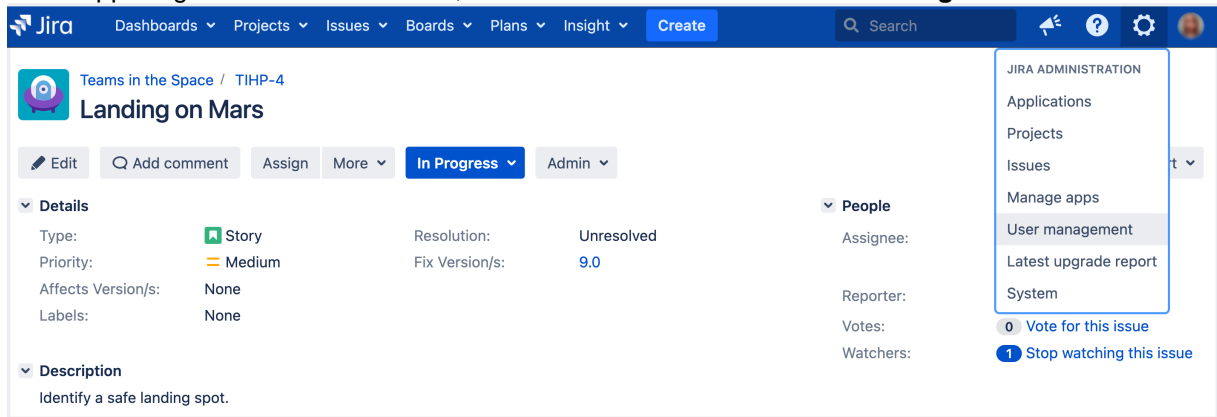 Jira Dashboards Projects Issues Boards Plans Insight Create Search
Teams in the Space / TIHP-4
Landing on Mars
Edit Add comment Assign More In Progress Admin
Details
Type: Story Resolution: Unresolved
Priority: Medium Fix Version/s: 9.0
Affects Version/s: None
Labels: None
Description
Identify a safe landing spot.
People
Assignee:
Reporter:
Votes: 0 Vote for this issue
Watchers: 1 Stop watching this issue
JIRA ADMINISTRATION
Applications
Projects
Issues
Manage apps
User management
Latest upgrade report
System